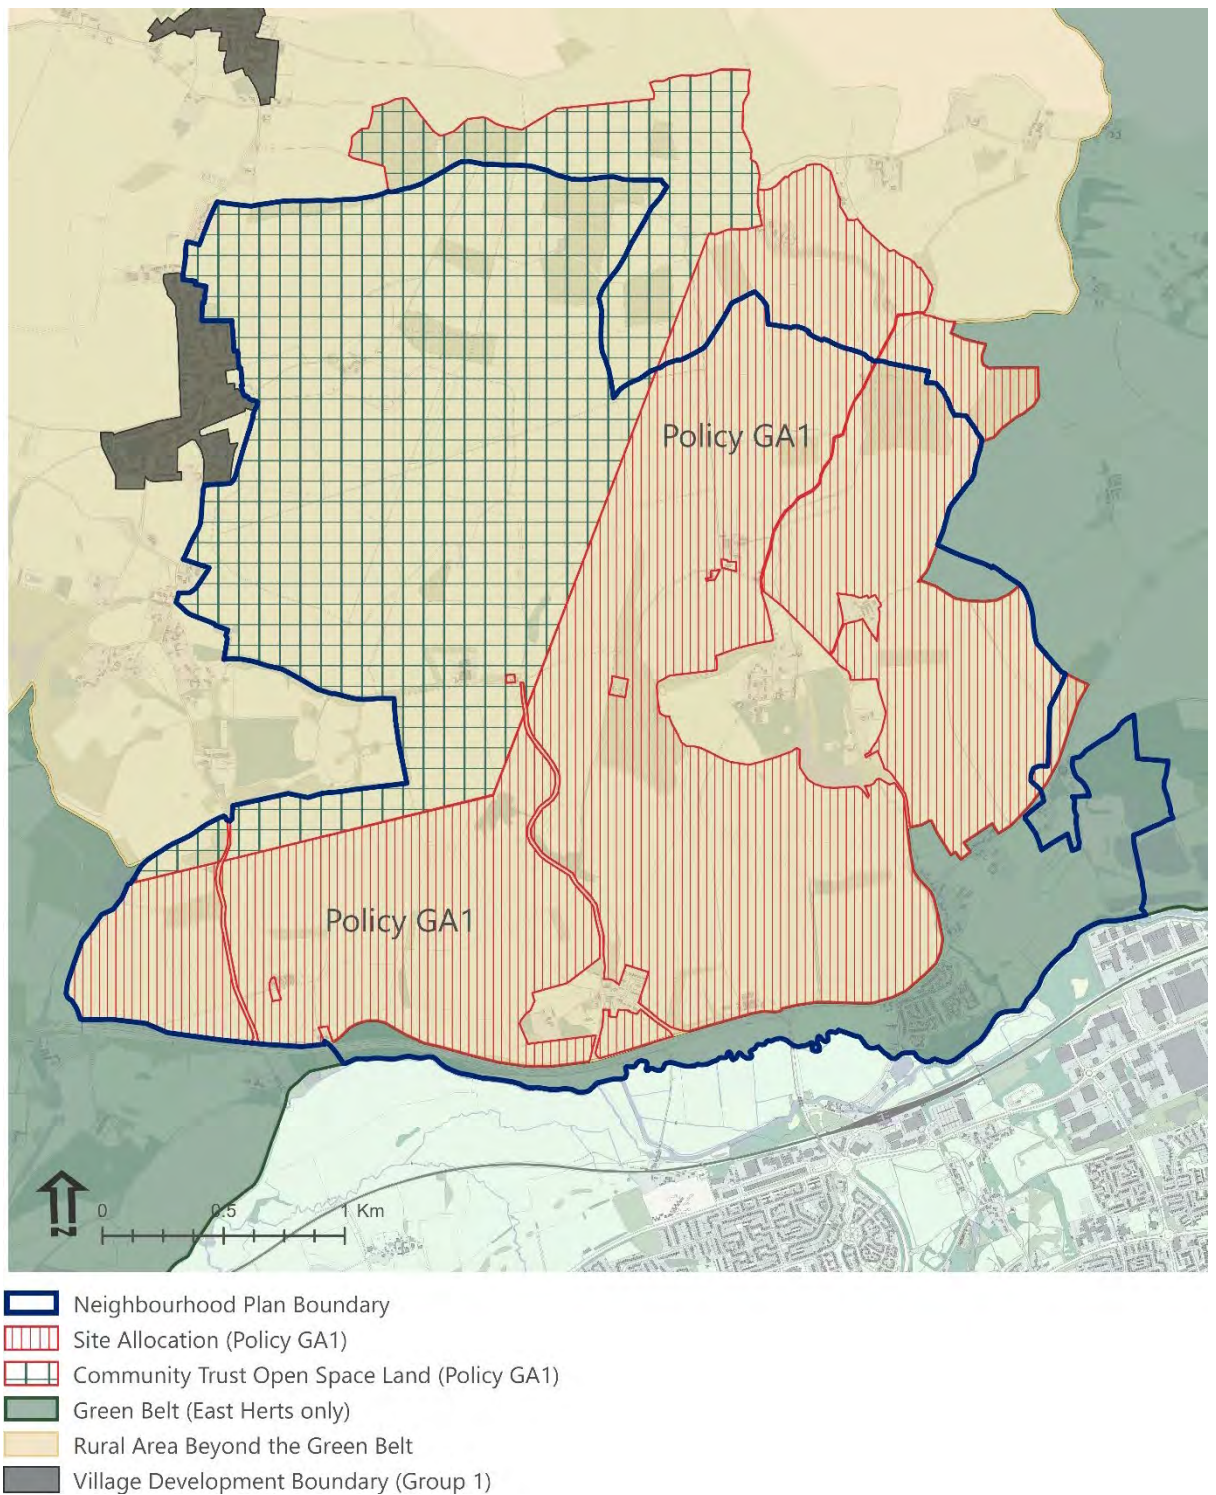 Policy GA1
Policy GA1
N
0 0.5 1 Km
Neighbourhood Plan Boundary
Site Allocation (Policy GA1)
Community Trust Open Space Land (Policy GA1)
Green Belt (East Herts only)
Rural Area Beyond the Green Belt
Village Development Boundary (Group 1)